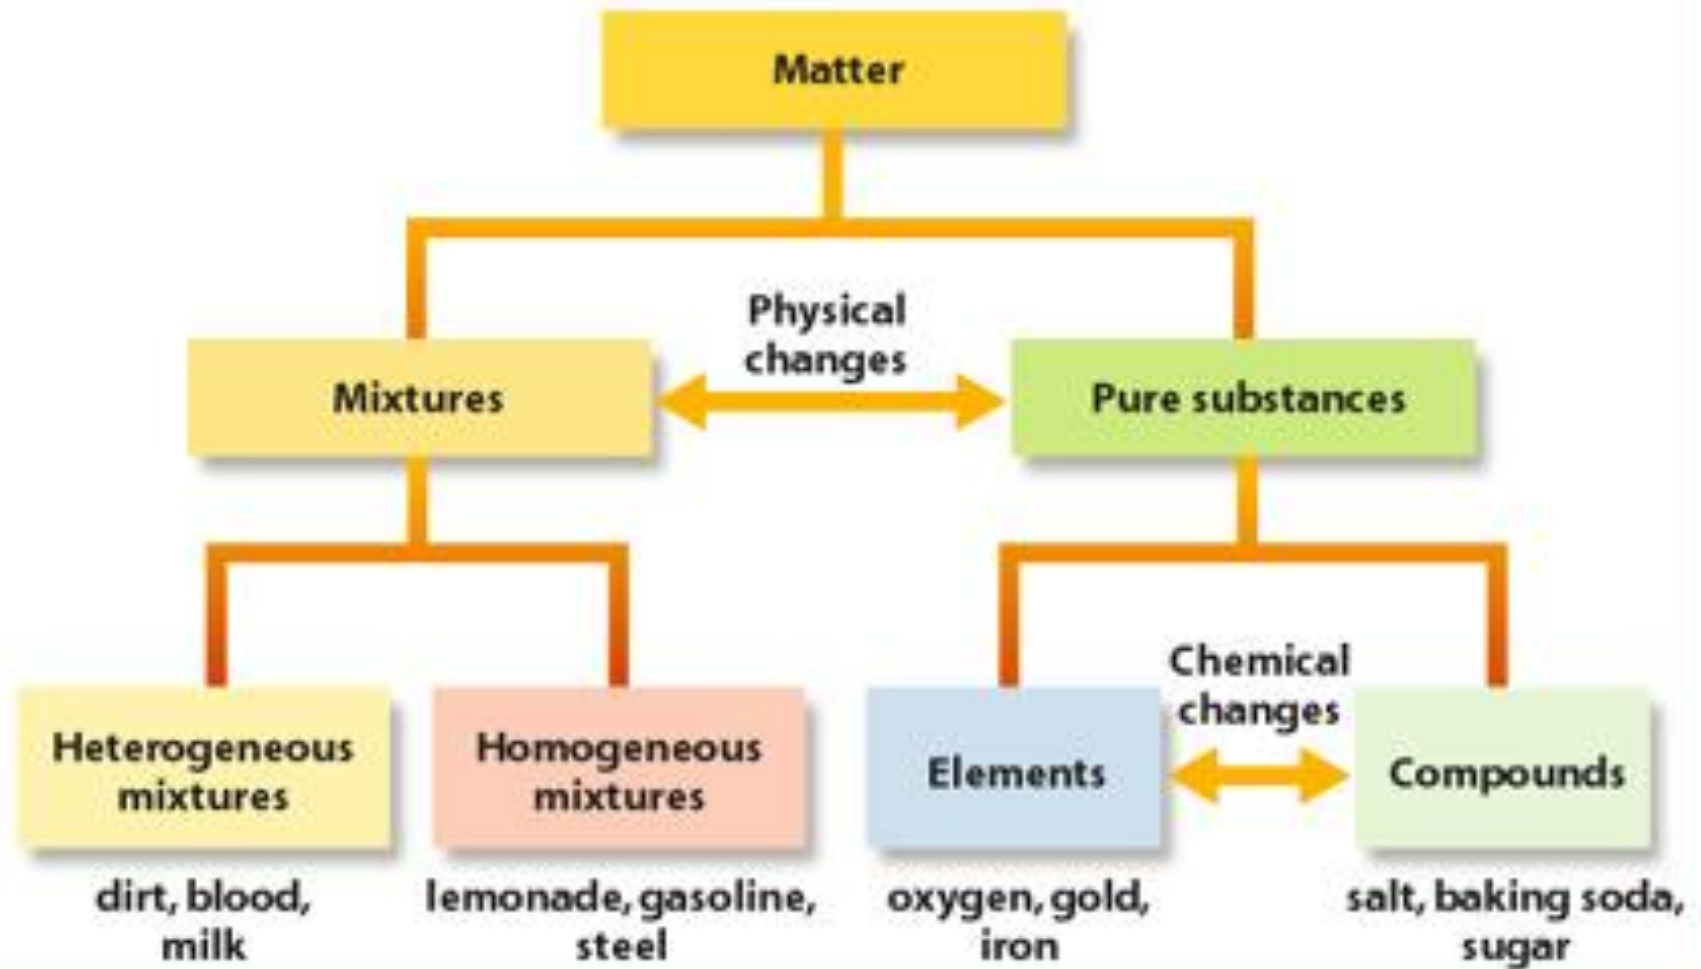 Matter
Physical
changes
Mixtures
Pure substances
Chemical
changes
Heterogeneous
mixtures
Homogeneous
mixtures
Elements
Compounds
dirt, blood,
milk
lemonade, gasoline,
steel
oxygen, gold,
iron
salt, baking soda,
sugar